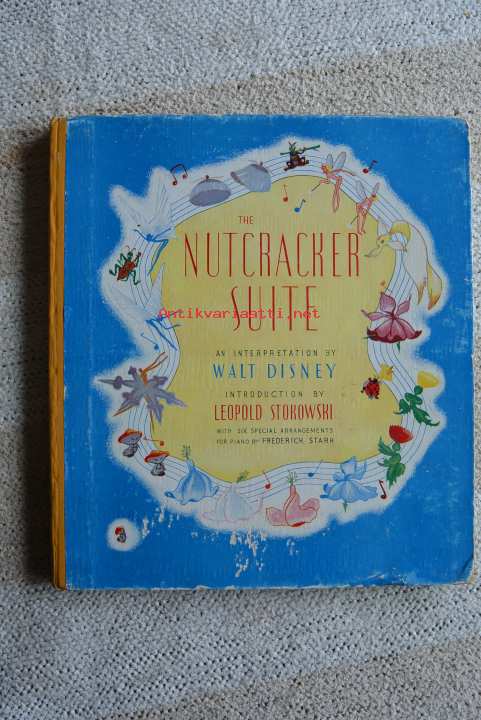 THE
NUTCRACKER
SUITE
Antikvariaatti.net
AN INTERPRETATION BY
WALT DISNEY
INTRODUCTION BY
LEOPOLD STOKOWSKI
WITH SIX SPECIAL ARRANGEMENTS
FOR PIANO BY FREDERICK STARK